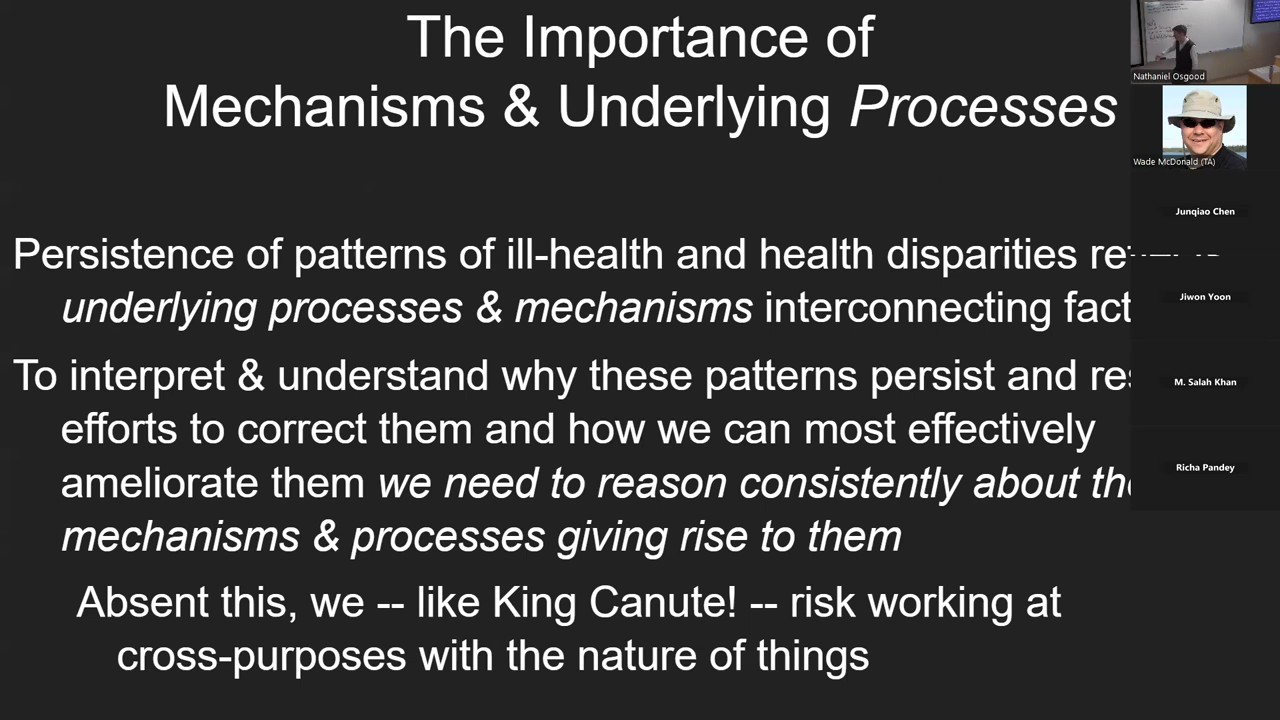 The Importance of
Mechanisms & Underlying Processes
Persistence of patterns of ill-health and health disparities
underlying processes & mechanisms interconnecting
To interpret & understand why these patterns persist and
efforts to correct them and how we can most effectively
ameliorate them we need to reason consistently about
mechanisms & processes giving rise to them
Absent this, we -- like King Canute! -- risk working at
cross-purposes with the nature of things
Nathaniel Osgood
Wade McDonald (TA)
Junqiao Chen
Jiwon Yoon
M. Salah Khan
Richa Pandey